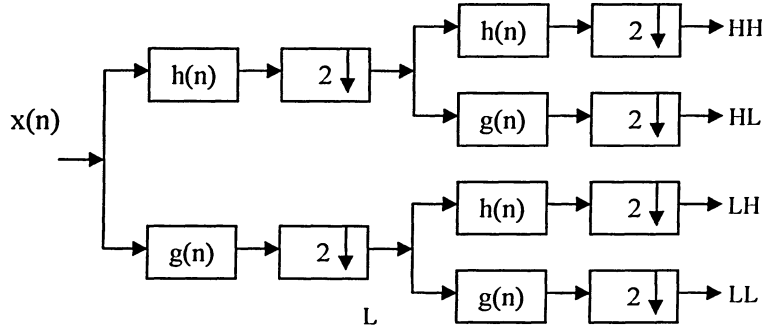 h(n) 2 HH
h(n) 2
x(n)
g(n) 2 HL
h(n) 2 LH
g(n) 2
g(n) 2 LL
L